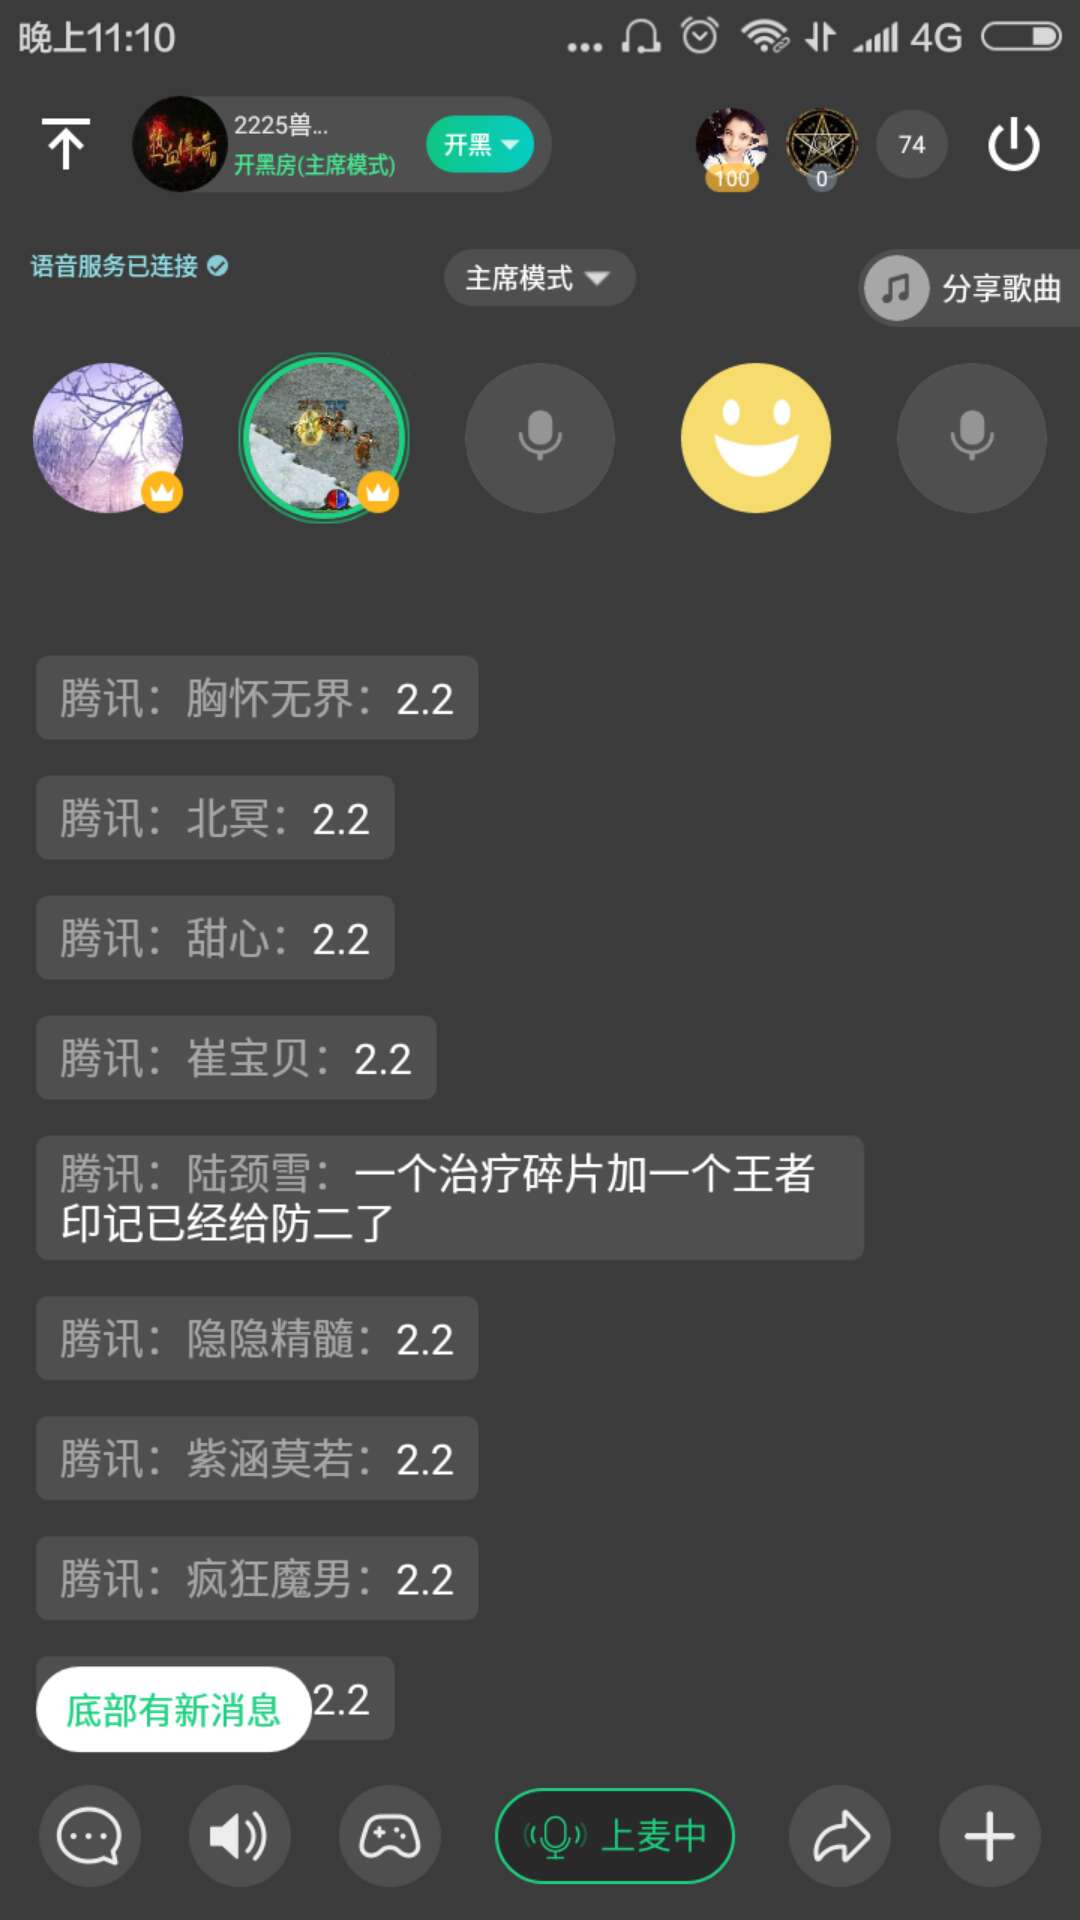 晚上11:10
4G
热血传奇
2225兽...
开黑房(主席模式)
开黑
100
0
74
语音服务已连接
主席模式
分享歌曲
腾讯：胸怀无界：2.2
腾讯：北冥：2.2
腾讯：甜心：2.2
腾讯：崔宝贝：2.2
腾讯：陆颈雪：一个治疗碎片加一个王者
印记已经给防二了
腾讯：隐隐精髓：2.2
腾讯：紫涵莫若：2.2
腾讯：疯狂魔男：2.2
2.2
底部有新消息
上麦中